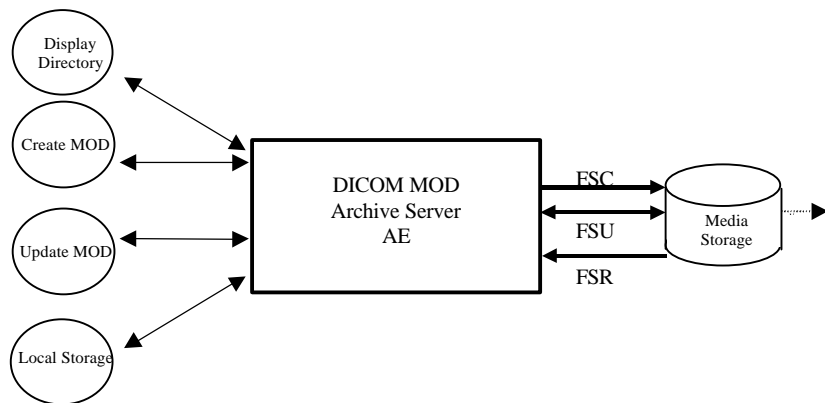 Display
Directory
Create MOD
Update MOD
Local Storage
DICOM MOD
Archive Server
AE
FSC
FSU
FSR
Media
Storage